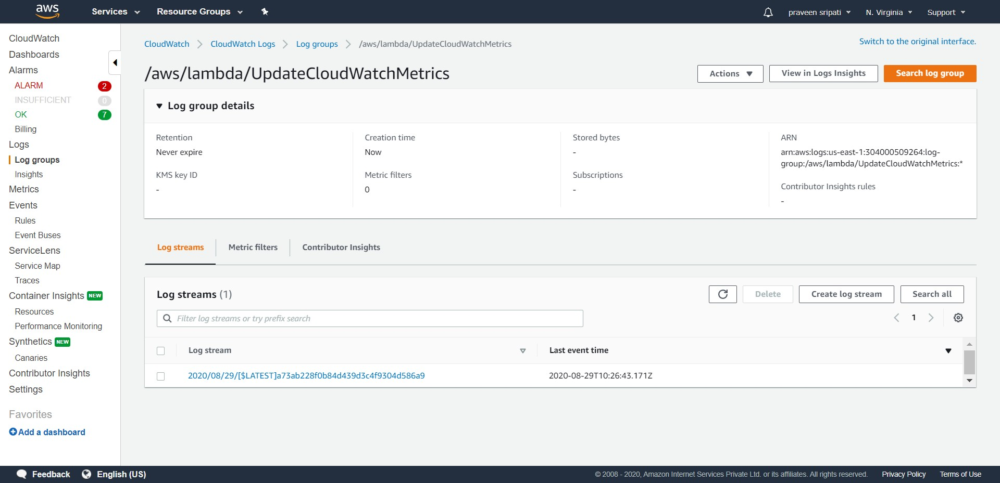 aws
Services
Resource Groups
praveen sripati
N. Virginia
Support
CloudWatch
Dashboards
Alarms
ALARM 2
INSUFFICIENT 0
OK 7
Billing
Logs
Log groups
Insights
Metrics
Events
Rules
Event Buses
ServiceLens
Service Map
Traces
Container Insights NEW
Resources
Performance Monitoring
Synthetics NEW
Canaries
Contributor Insights
Settings
Favorites
Add a dashboard
CloudWatch
CloudWatch Logs
Log groups
/aws/lambda/UpdateCloudWatchMetrics
Switch to the original interface.
/aws/lambda/UpdateCloudWatchMetrics
Actions
View in Logs Insights
Search log group
Log group details
Retention
Never expire
KMS key ID
-
Creation time
Now
Metric filters
0
Stored bytes
-
Subscriptions
-
ARN
arn:aws:logs:us-east-1:304000509264:log-
group:/aws/lambda/UpdateCloudWatchMetrics:*
Contributor Insights rules
-
Log streams
Metric filters
Contributor Insights
Log streams (1)
Delete
Create log stream
Search all
Filter log streams or try prefix search
1
Log stream
Last event time
2020/08/29/[$LATEST]a73ab228f0b84d439d3c4f9304d586a9
2020-08-29T10:26:43.171Z
Feedback
English (US)
© 2008 - 2020, Amazon Internet Services Private Ltd. or its affiliates. All rights reserved.
Privacy Policy
Terms of Use